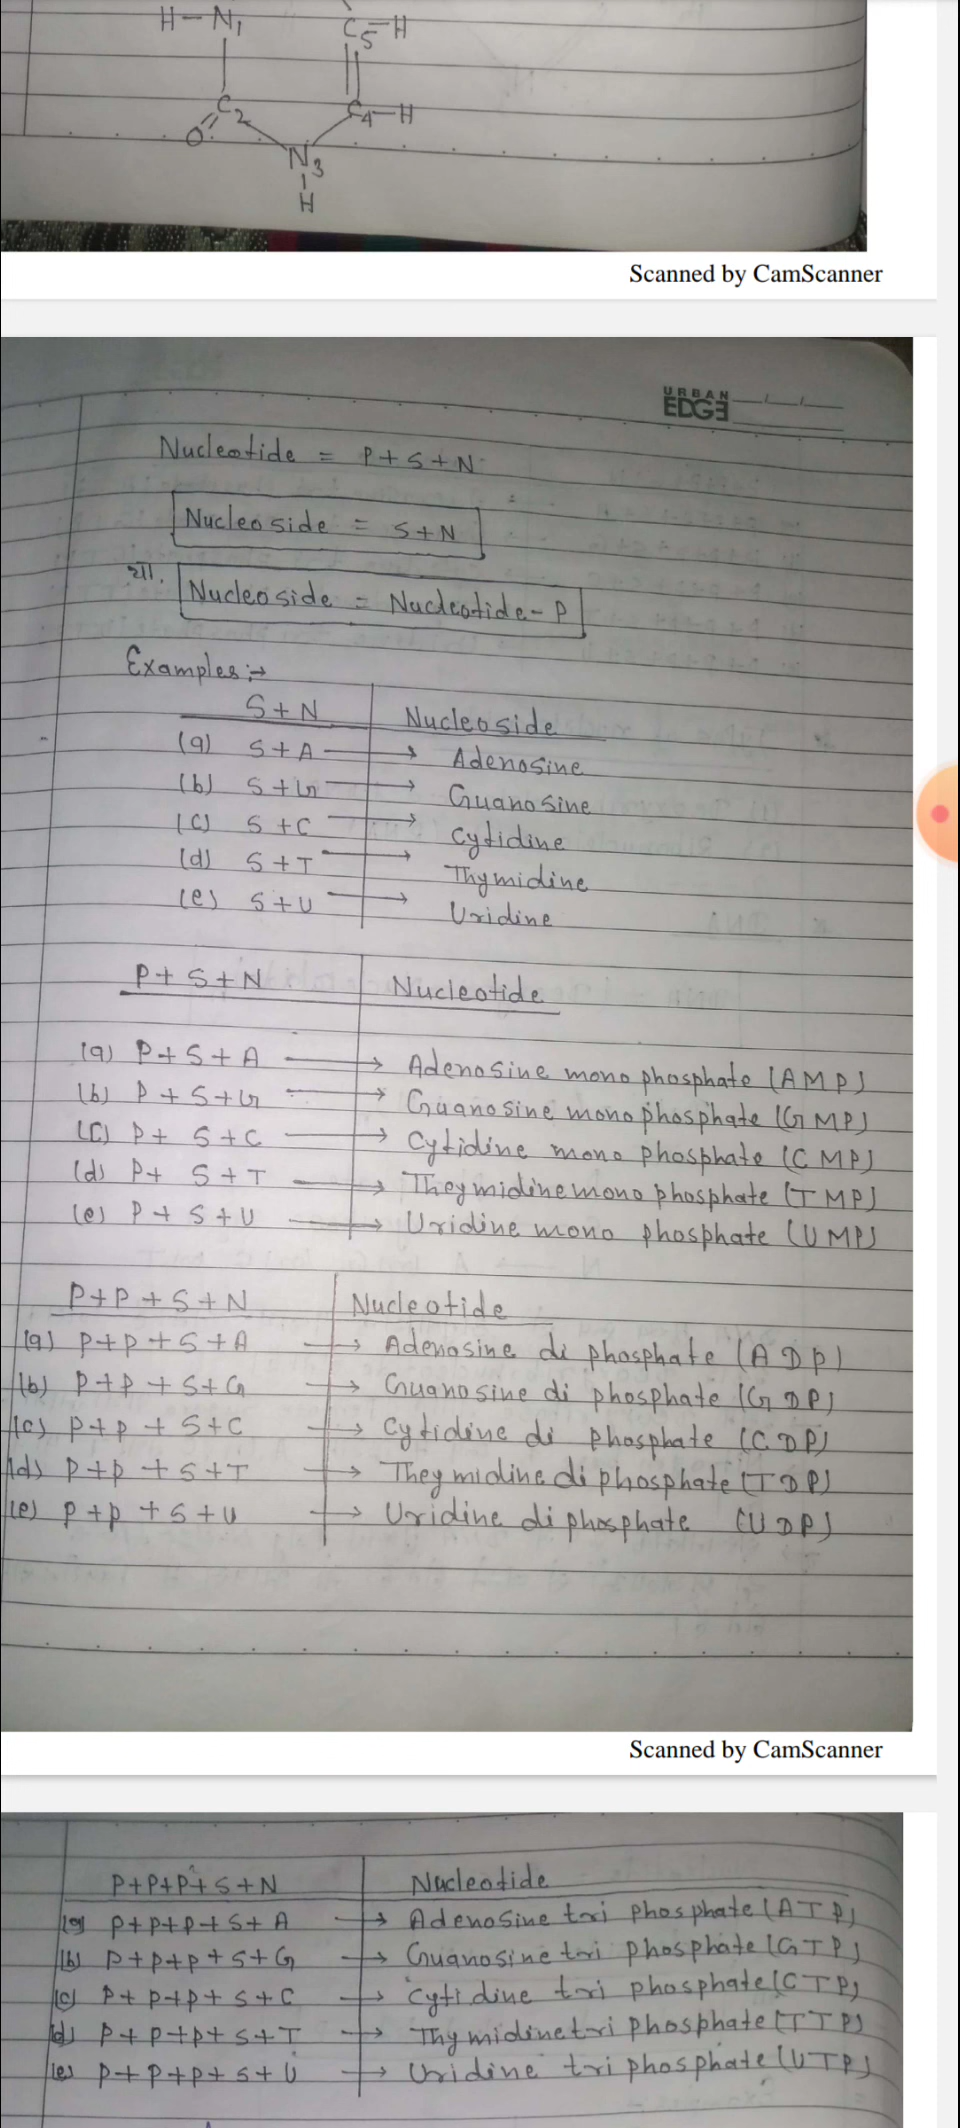 H-N1 C5-H
C2 C4-H
O
N3
H
Scanned by CamScanner
URBAN
EDGE
Nucleotide = P+S+N
Nucleoside = S+N
या.
Nucleoside = Nucleotide-P
Examples:→
S+N Nucleoside
(a) S+A → Adenosine
(b) S+G → Guanosine
(c) S+C → Cytidine
(d) S+T → Thymidine
(e) S+U → Uridine
P+S+N Nucleotide
(a) P+S+A → Adenosine mono phosphate (AMP)
(b) P+S+G → Guanosine mono phosphate (GMP)
(c) P+S+C → Cytidine mono phosphate (CMP)
(d) P+S+T → Theymidine mono phosphate (TMP)
(e) P+S+U → Uridine mono phosphate (UMP)
P+P+S+N Nucleotide
(a) P+P+S+A → Adenosine di phosphate (ADP)
(b) P+P+S+G → Guanosine di phosphate (GDP)
(c) P+P+S+C → Cytidine di phosphate (CDP)
(d) P+P+S+T → Theymidine di phosphate (TDP)
(e) P+P+S+U → Uridine di phosphate (UDP)
Scanned by CamScanner
P+P+P+S+N Nucleotide
(a) P+P+P+S+A → Adenosine tri phosphate (ATP)
(b) P+P+P+S+G → Guanosine tri phosphate (GTP)
(c) P+P+P+S+C → Cytidine tri phosphate (CTP)
(d) P+P+P+S+T → Thymidine tri phosphate (TTP)
(e) P+P+P+S+U → Uridine tri phosphate (UTP)